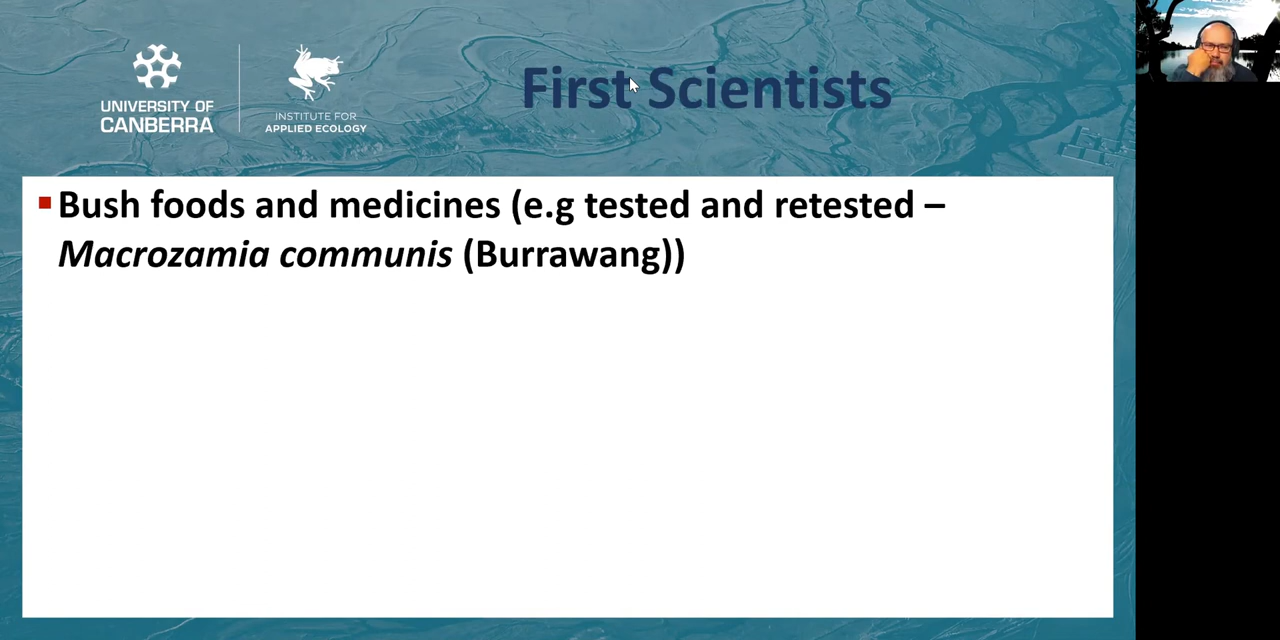 UNIVERSITY OF
CANBERRA
INSTITUTE FOR
APPLIED ECOLOGY
First Scientists
Bush foods and medicines (e.g tested and retested –
Macrozamia communis (Burrawang))